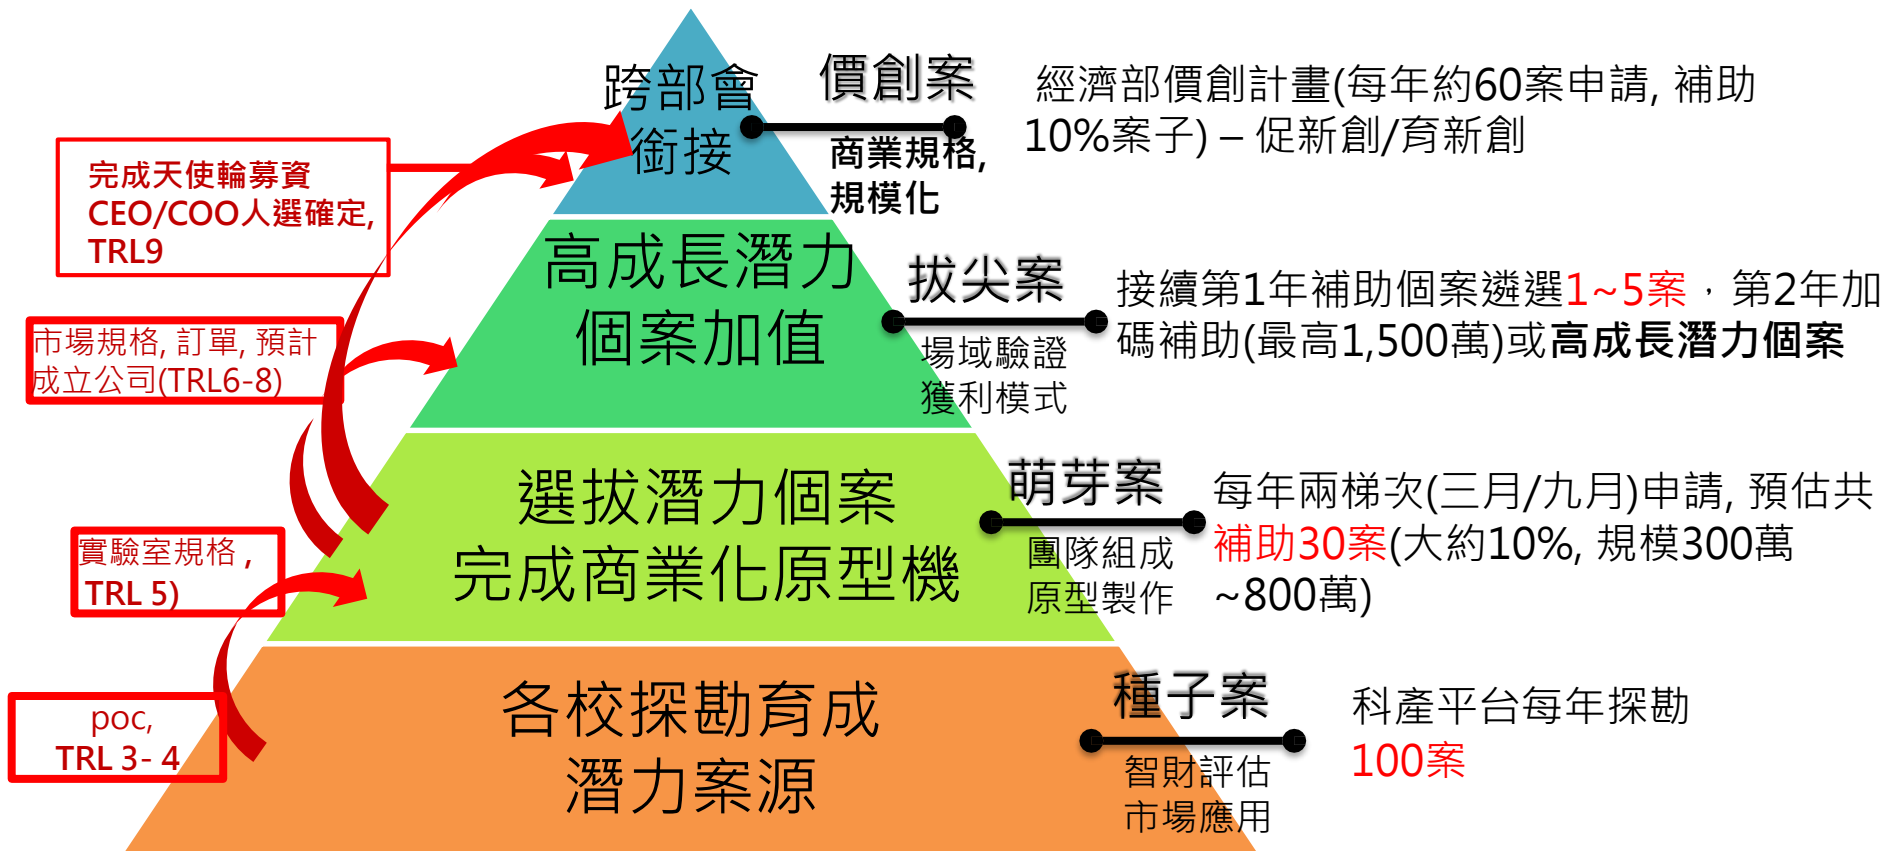 跨部會
銜接
價創案
商業規格,
規模化
經濟部價創計畫(每年約60案申請, 補助
10%案子) – 促新創/育新創
完成天使輪募資
CEO/COO人選確定,
TRL9
高成長潛力
個案加值
拔尖案
場域驗證
獲利模式
接續第1年補助個案遴選1~5案，第2年加
碼補助(最高1,500萬)或高成長潛力個案
市場規格, 訂單, 預計
成立公司(TRL6-8)
選拔潛力個案
完成商業化原型機
萌芽案
團隊組成
原型製作
每年兩梯次(三月/九月)申請, 預估共
補助30案(大約10%, 規模300萬
~800萬)
實驗室規格 ,
TRL 5)
各校探勘育成
潛力案源
種子案
智財評估
市場應用
科產平台每年探勘
100案
poc,
TRL 3- 4